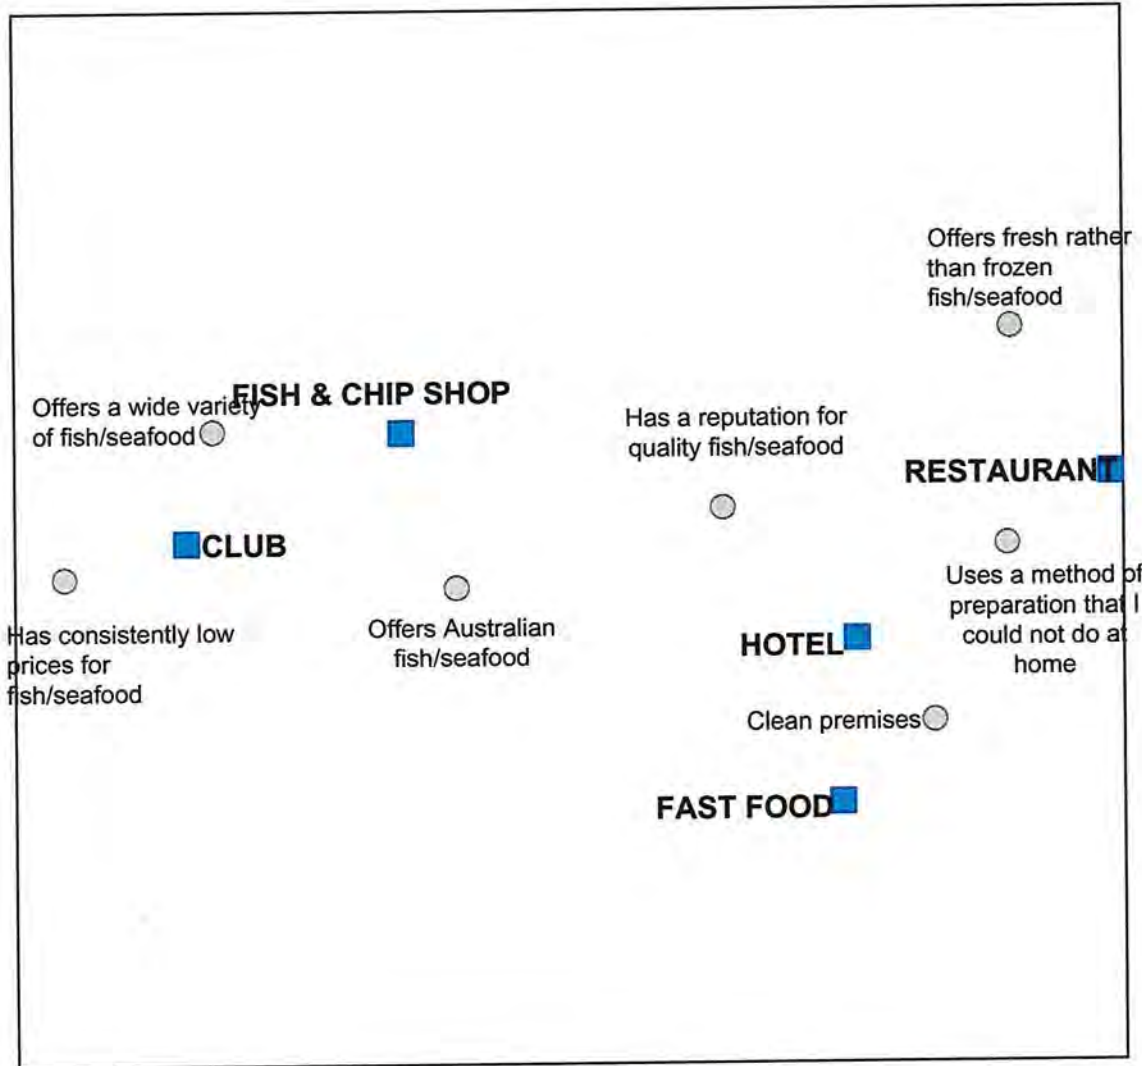 Offers fresh rather
than frozen
fish/seafood
FISH & CHIP SHOP
Offers a wide variety
of fish/seafood
Has a reputation for
quality fish/seafood
RESTAURANT
CLUB
Uses a method of
preparation that I
could not do at
home
Has consistently low
prices for
fish/seafood
Offers Australian
fish/seafood
HOTEL
Clean premises
FAST FOOD